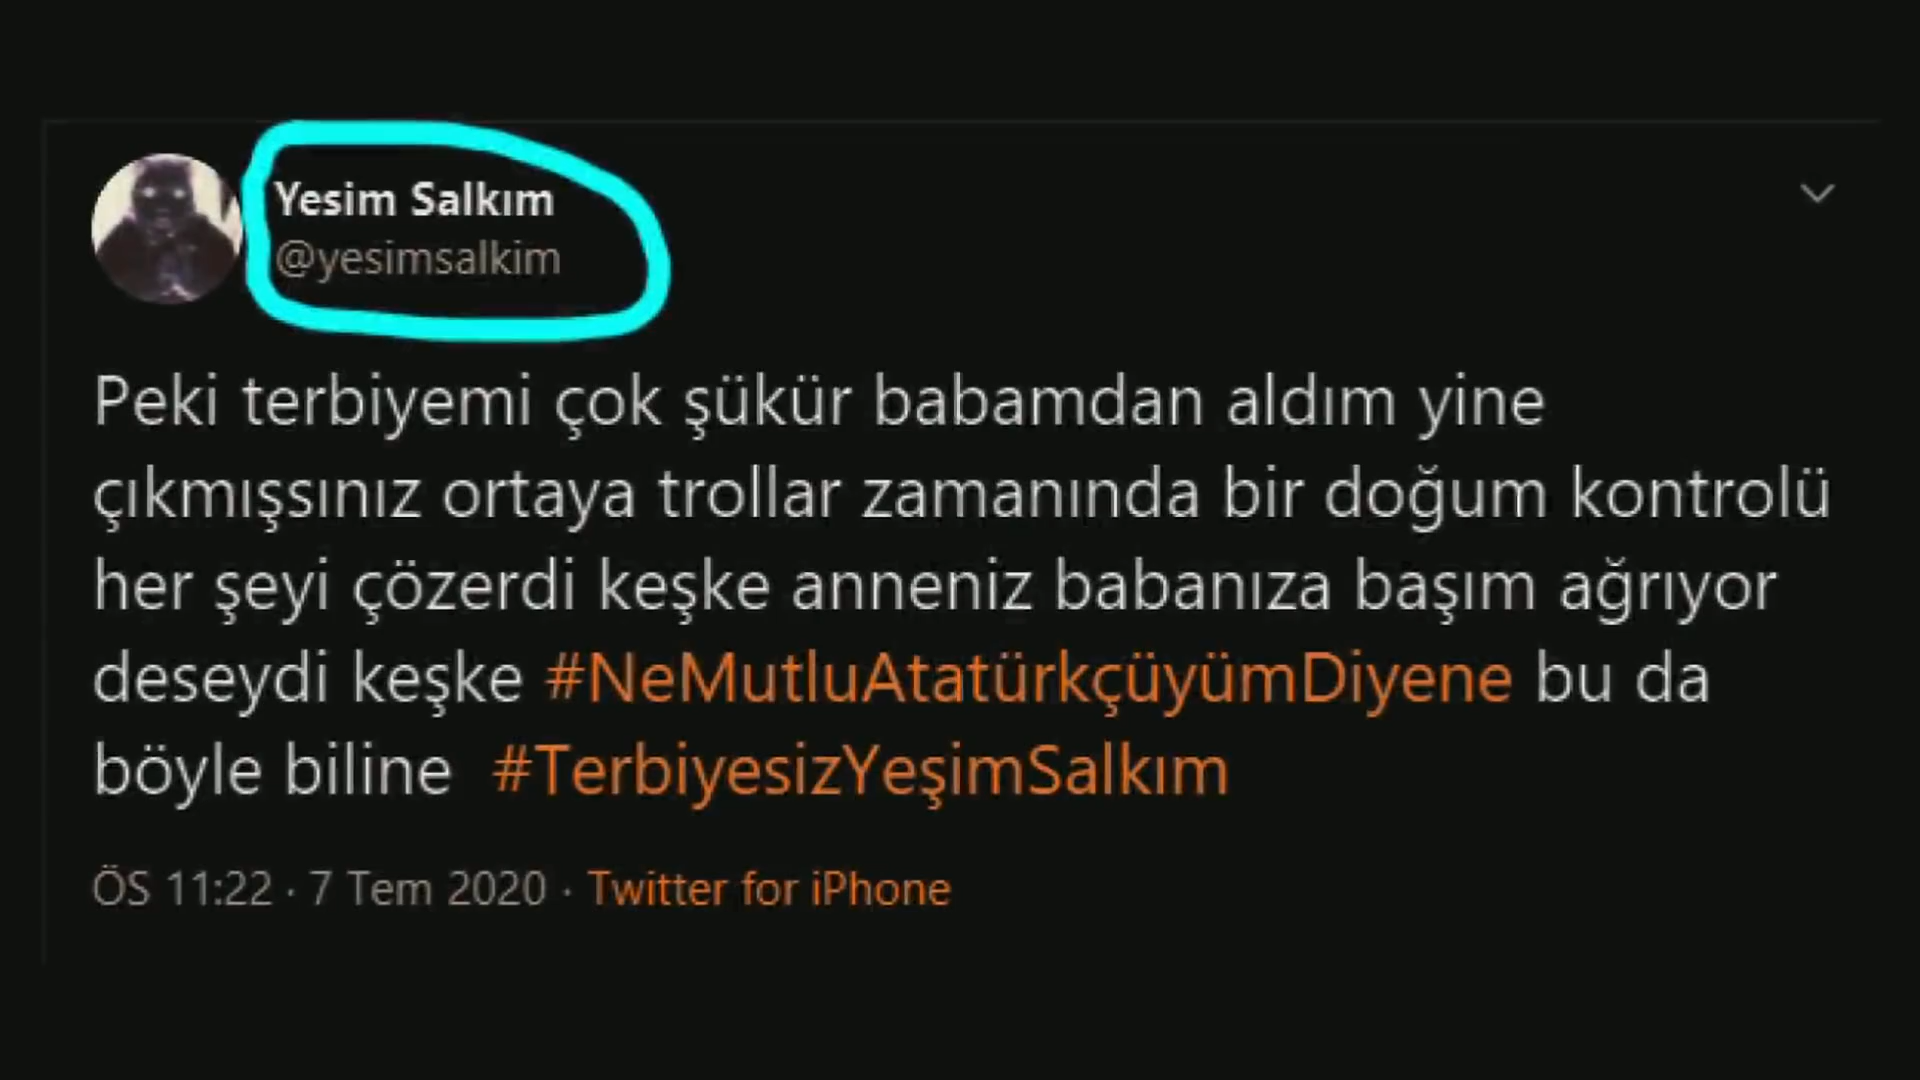 Yesim Salkım
@yesimsalkim
Peki terbiyemi çok şükür babamdan aldım yine
çıkmışsınız ortaya trollar zamanında bir doğum kontrolü
her şeyi çözerdi keşke anneniz babanıza başım ağrıyor
deseydi keşke #NeMutluAtatürkçüyümDiyene bu da
böyle biline #TerbiyesizYeşimSalkım
ÖS 11:22 · 7 Tem 2020 · Twitter for iPhone